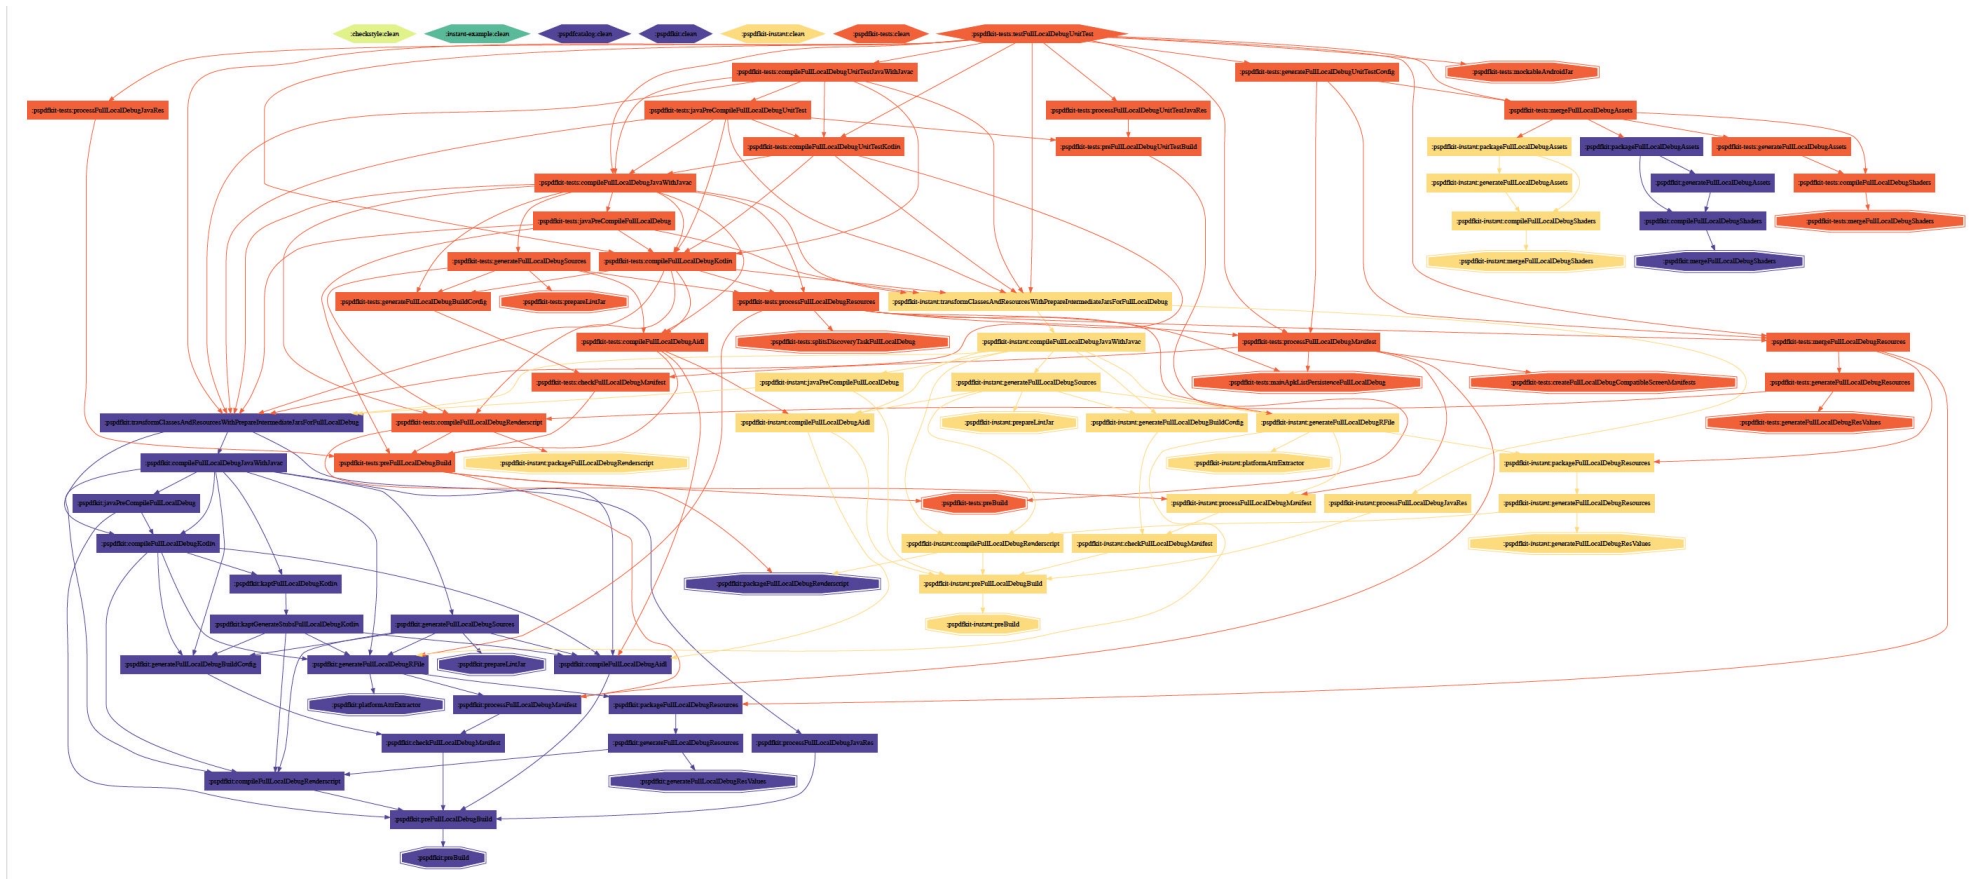 :checkstyle:clean
:instant-example:clean
:pspdfcatalog:clean
:pspdfkit:clean
:pspdfkit-instant:clean
:pspdfkit-tests:clean
:pspdfkit-tests:testFullLocalDebugUnitTest
:pspdfkit-tests:compileFullLocalDebugUnitTestJavaWithJavac
:pspdfkit-tests:generateFullLocalDebugUnitTestConfig
:pspdfkit-tests:mockableAndroidJar
:pspdfkit-tests:processFullLocalDebugJavaRes
:pspdfkit-tests:javaPreCompileFullLocalDebugUnitTest
:pspdfkit-tests:processFullLocalDebugUnitTestJavaRes
:pspdfkit-tests:mergeFullLocalDebugAssets
:pspdfkit-tests:compileFullLocalDebugUnitTestKotlin
:pspdfkit-tests:preFullLocalDebugUnitTestBuild
:pspdfkit-instant:packageFullLocalDebugAssets
:pspdfkit:packageFullLocalDebugAssets
:pspdfkit-tests:generateFullLocalDebugAssets
:pspdfkit-tests:compileFullLocalDebugJavaWithJavac
:pspdfkit-instant:generateFullLocalDebugAssets
:pspdfkit:generateFullLocalDebugAssets
:pspdfkit-tests:compileFullLocalDebugShaders
:pspdfkit-tests:javaPreCompileFullLocalDebug
:pspdfkit-instant:compileFullLocalDebugShaders
:pspdfkit:compileFullLocalDebugShaders
:pspdfkit-tests:mergeFullLocalDebugShaders
:pspdfkit-tests:generateFullLocalDebugSources
:pspdfkit-tests:compileFullLocalDebugKotlin
:pspdfkit-instant:mergeFullLocalDebugShaders
:pspdfkit:mergeFullLocalDebugShaders
:pspdfkit-tests:generateFullLocalDebugBuildConfig
:pspdfkit-tests:prepareLintJar
:pspdfkit-tests:processFullLocalDebugResources
:pspdfkit-instant:transformClassesAndResourcesWithPrepareIntermediateJarsForFullLocalDebug
:pspdfkit-tests:compileFullLocalDebugAidl
:pspdfkit-tests:splitsDiscoveryTaskFullLocalDebug
:pspdfkit-instant:compileFullLocalDebugJavaWithJavac
:pspdfkit-tests:processFullLocalDebugManifest
:pspdfkit-tests:mergeFullLocalDebugResources
:pspdfkit-tests:checkFullLocalDebugManifest
:pspdfkit-instant:javaPreCompileFullLocalDebug
:pspdfkit-instant:generateFullLocalDebugSources
:pspdfkit-tests:mainApkListPersistenceFullLocalDebug
:pspdfkit-tests:createFullLocalDebugCompatibleScreenManifests
:pspdfkit-tests:generateFullLocalDebugResources
:pspdfkit:transformClassesAndResourcesWithPrepareIntermediateJarsForFullLocalDebug
:pspdfkit-tests:compileFullLocalDebugRenderscript
:pspdfkit-instant:compileFullLocalDebugAidl
:pspdfkit-instant:prepareLintJar
:pspdfkit-instant:generateFullLocalDebugBuildConfig
:pspdfkit-instant:generateFullLocalDebugRFile
:pspdfkit-tests:generateFullLocalDebugResValues
:pspdfkit:compileFullLocalDebugJavaWithJavac
:pspdfkit-tests:preFullLocalDebugBuild
:pspdfkit-instant:packageFullLocalDebugRenderscript
:pspdfkit-instant:platformAttrExtractor
:pspdfkit-instant:packageFullLocalDebugResources
:pspdfkit:javaPreCompileFullLocalDebug
:pspdfkit-tests:preBuild
:pspdfkit-instant:processFullLocalDebugManifest
:pspdfkit-instant:processFullLocalDebugJavaRes
:pspdfkit-instant:generateFullLocalDebugResources
:pspdfkit:compileFullLocalDebugKotlin
:pspdfkit-instant:compileFullLocalDebugRenderscript
:pspdfkit-instant:checkFullLocalDebugManifest
:pspdfkit-instant:generateFullLocalDebugResValues
:pspdfkit:kaptFullLocalDebugKotlin
:pspdfkit:packageFullLocalDebugRenderscript
:pspdfkit-instant:preFullLocalDebugBuild
:pspdfkit:kaptGenerateStubsFullLocalDebugKotlin
:pspdfkit:generateFullLocalDebugSources
:pspdfkit-instant:preBuild
:pspdfkit:generateFullLocalDebugBuildConfig
:pspdfkit:generateFullLocalDebugRFile
:pspdfkit:prepareLintJar
:pspdfkit:compileFullLocalDebugAidl
:pspdfkit:platformAttrExtractor
:pspdfkit:processFullLocalDebugManifest
:pspdfkit:packageFullLocalDebugResources
:pspdfkit:checkFullLocalDebugManifest
:pspdfkit:generateFullLocalDebugResources
:pspdfkit:processFullLocalDebugJavaRes
:pspdfkit:compileFullLocalDebugRenderscript
:pspdfkit:generateFullLocalDebugResValues
:pspdfkit:preFullLocalDebugBuild
:pspdfkit:preBuild